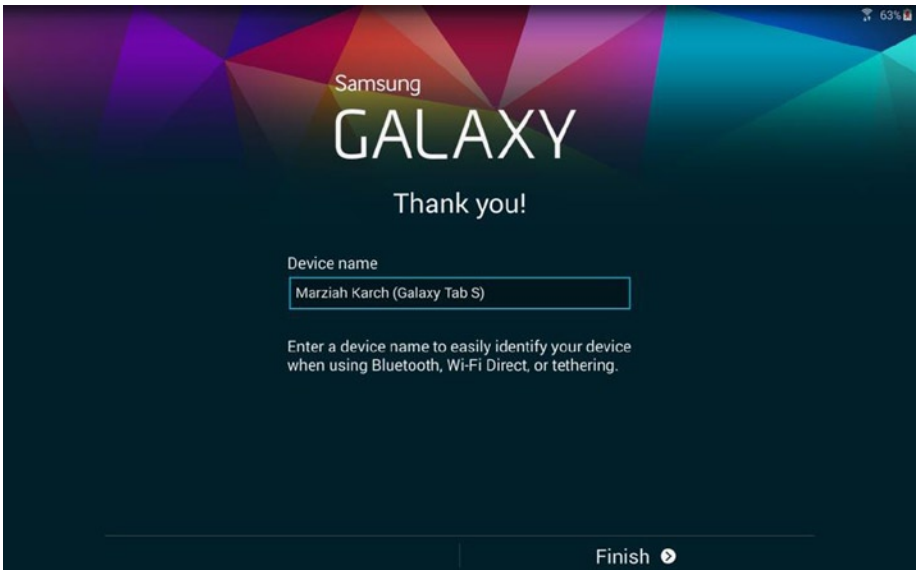 63%
Samsung
GALAXY
Thank you!
Device name
Marziah Karch (Galaxy Tab S)
Enter a device name to easily identify your device
when using Bluetooth, Wi-Fi Direct, or tethering.
Finish